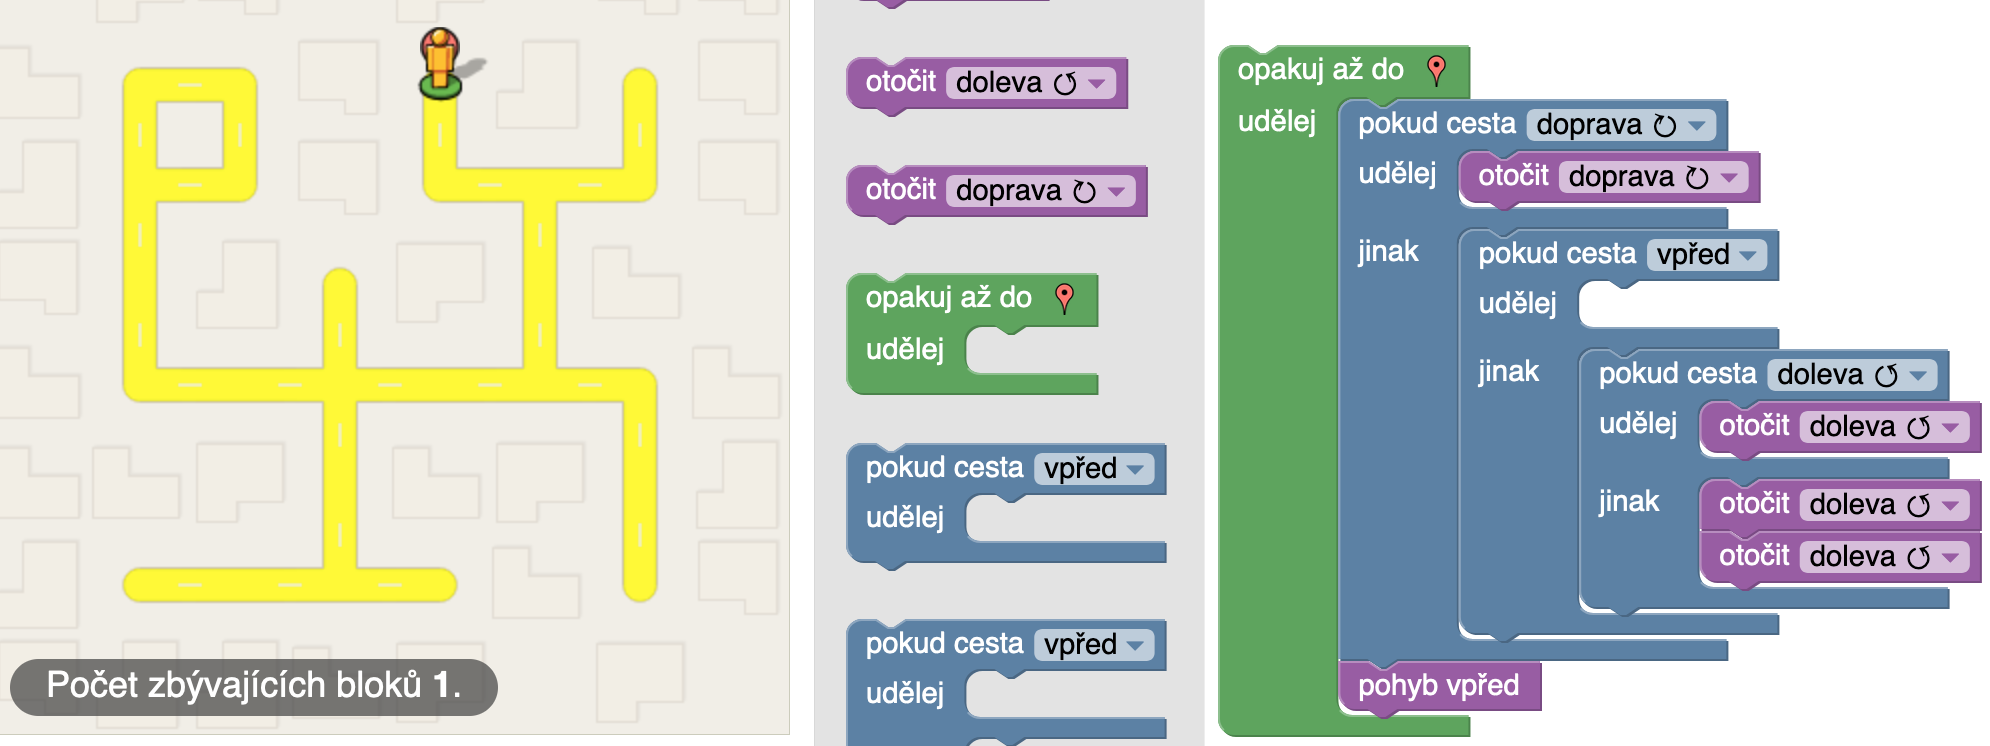 Počet zbývajících bloků 1.
otočit doleva
otočit doprava
opakuj až do
udělej
pokud cesta vpřed
udělej
pokud cesta vpřed
udělej
opakuj až do
udělej
pokud cesta doprava
udělej
otočit doprava
jinak
pokud cesta vpřed
udělej
jinak
pokud cesta doleva
udělej
otočit doleva
jinak
otočit doleva
otočit doleva
pohyb vpřed